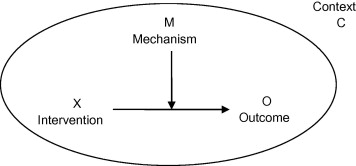 Context
C
M
Mechanism
X
Intervention
O
Outcome